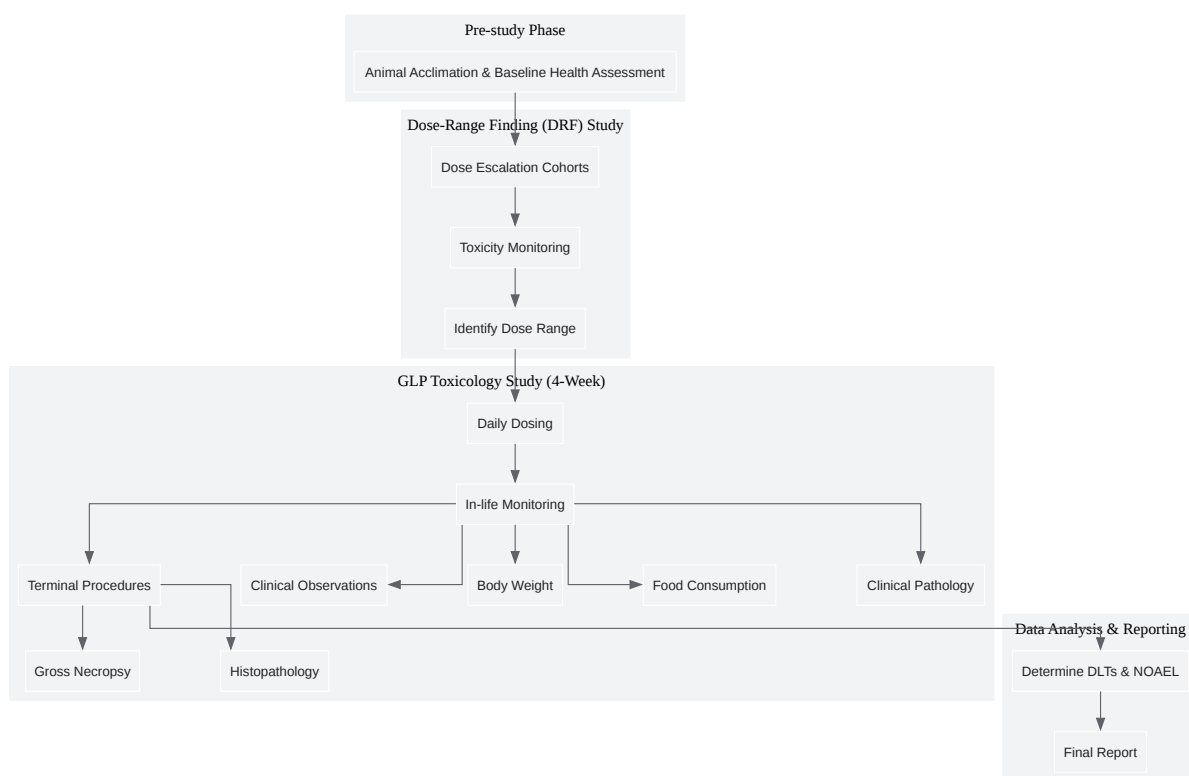 Pre-study Phase
Animal Acclimation & Baseline Health Assessment
Dose-Range Finding (DRF) Study
Dose Escalation Cohorts
Toxicity Monitoring
Identify Dose Range
GLP Toxicology Study (4-Week)
Daily Dosing
In-life Monitoring
Terminal Procedures
Clinical Observations
Body Weight
Food Consumption
Clinical Pathology
Data Analysis & Reporting
Gross Necropsy
Histopathology
Determine DLTs & NOAEL
Final Report